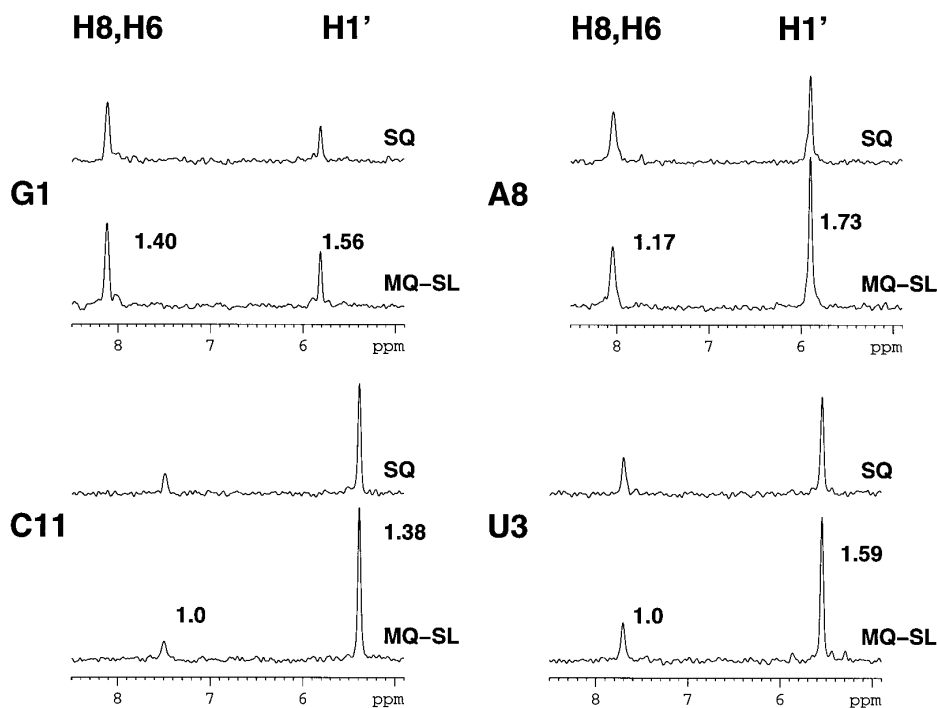 H8,H6 H1' H8,H6 H1'
SQ SQ
G1 A8
1.40 1.56 1.17 1.73
MQ–SL MQ–SL
8 7 6 ppm 8 7 6 ppm
SQ SQ
C11 1.38 U3 1.59
1.0 1.0
MQ–SL MQ–SL
8 7 6 ppm 8 7 6 ppm